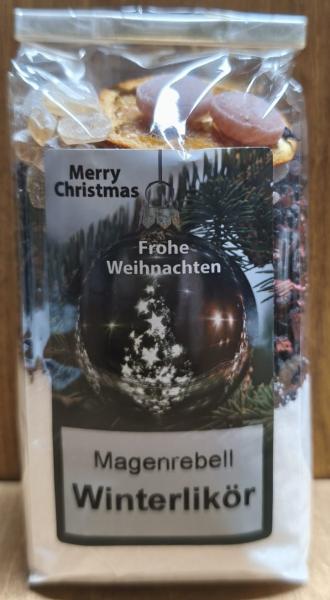 Merry
Christmas
Frohe
Weihnachten
Magenrebell
Winterlikör